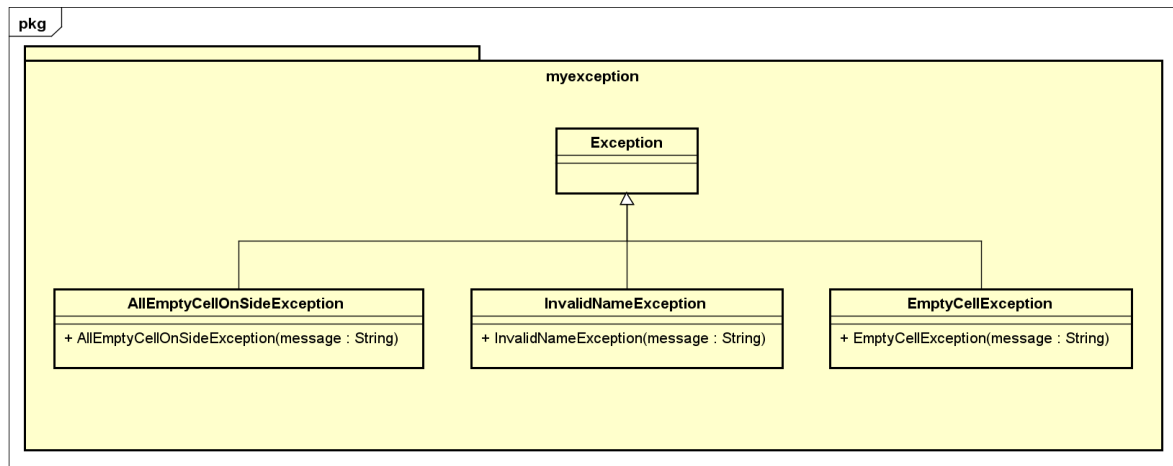 pkg
myexception
Exception
AllEmptyCellOnSideException
+ AllEmptyCellOnSideException(message : String)
InvalidNameException
+ InvalidNameException(message : String)
EmptyCellException
+ EmptyCellException(message : String)